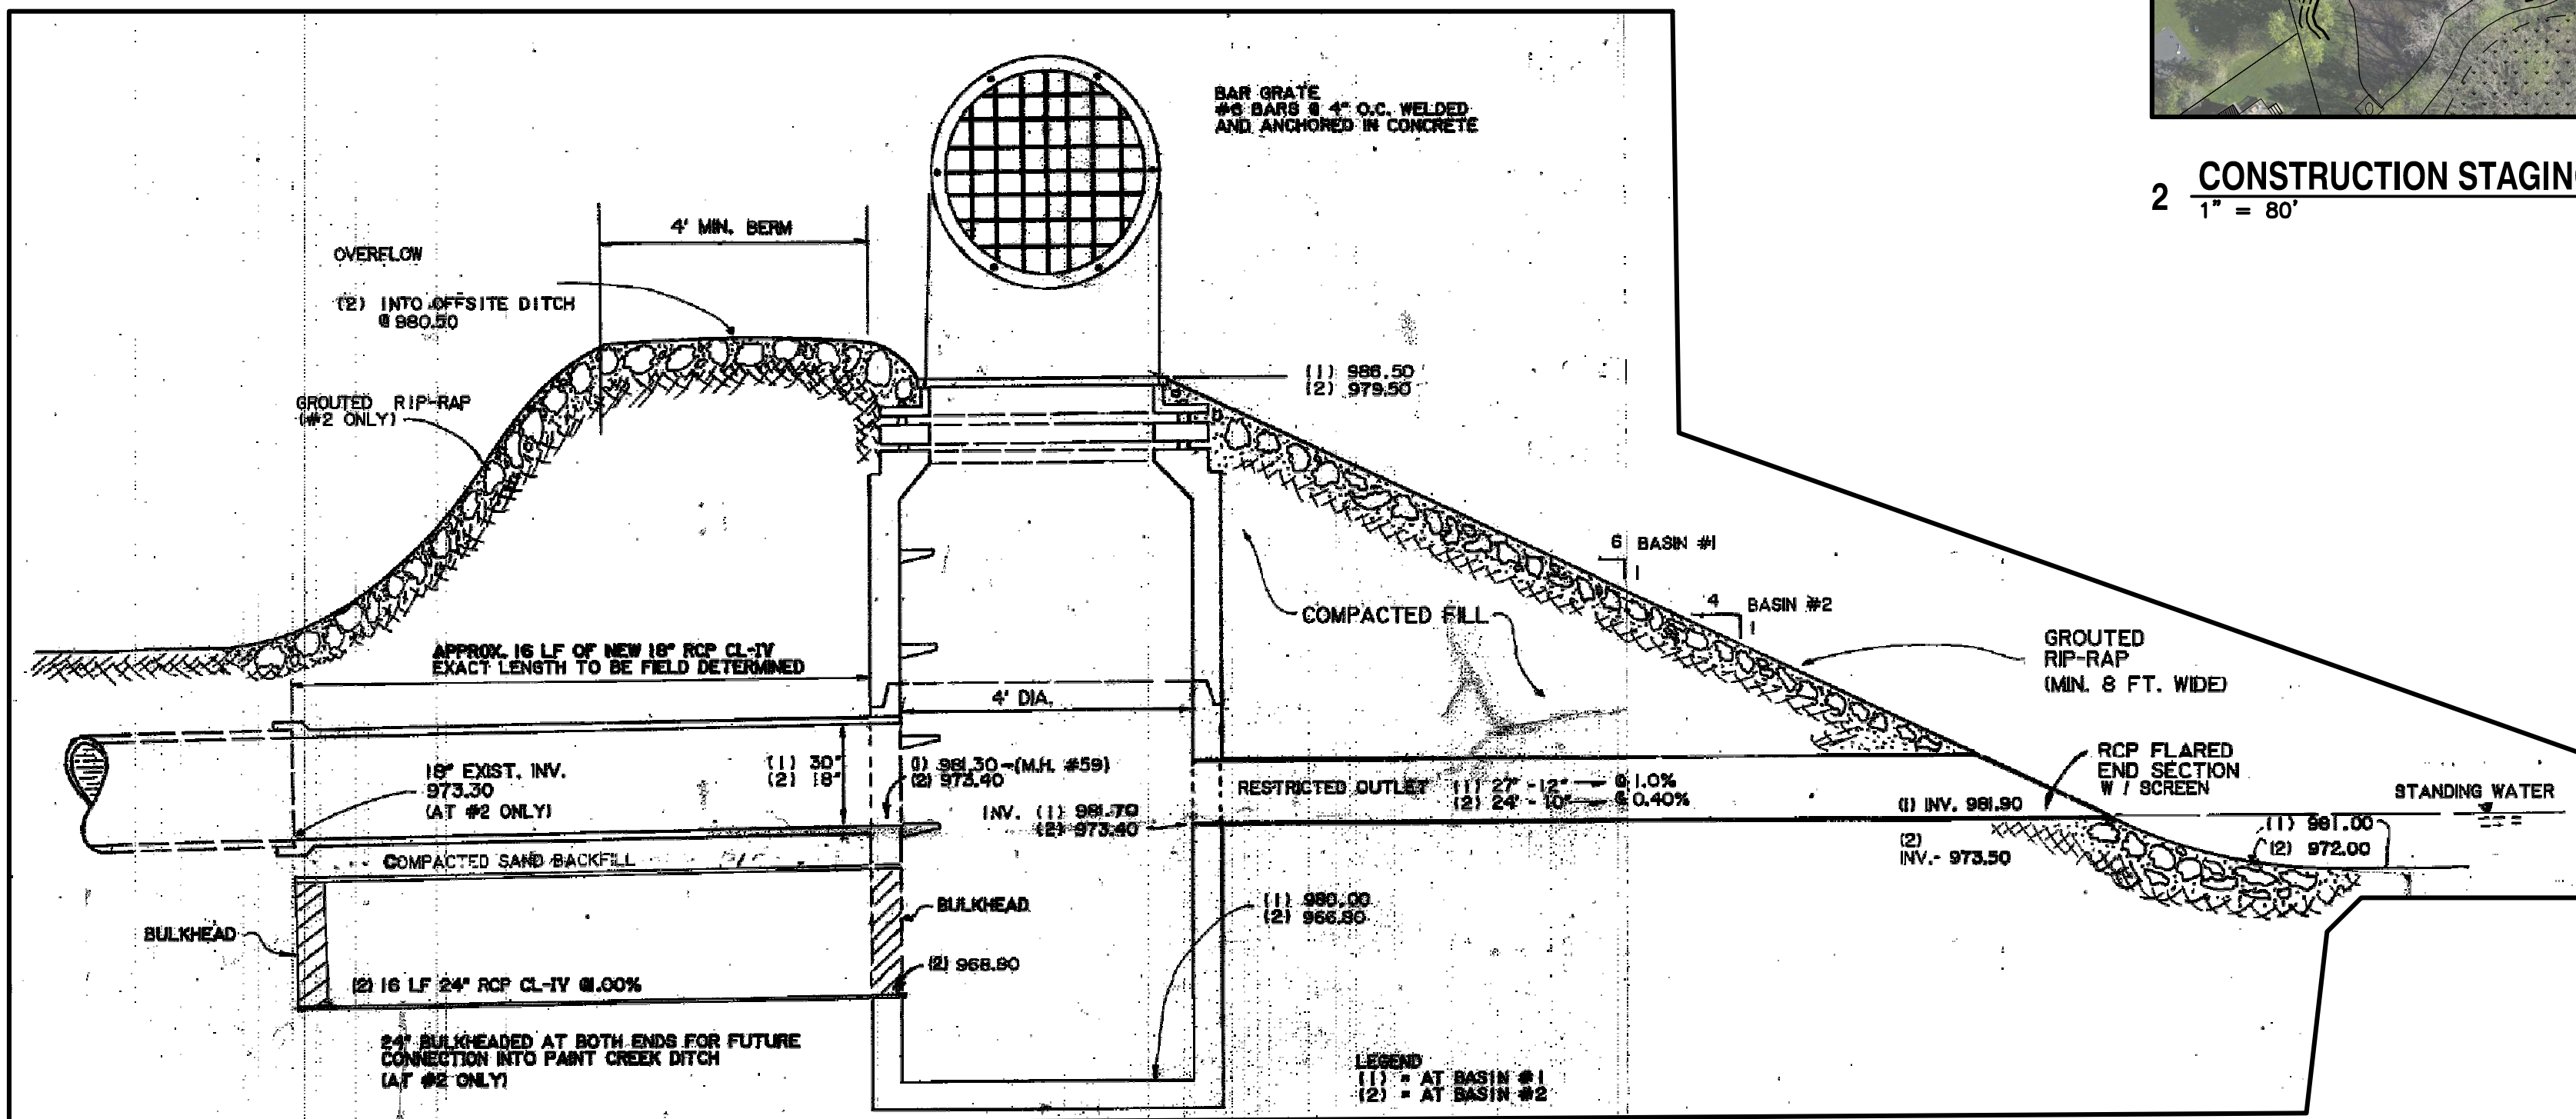 BAR GRATE
#6 BARS @ 4" O.C. WELDED
AND ANCHORED IN CONCRETE
2 CONSTRUCTION STAGING
1" = 80'
4' MIN. BERM
OVERFLOW
(2) INTO OFFSITE DITCH
@ 980.50
GROUTED RIP-RAP
(#2 ONLY)
(1) 986.50
(2) 979.50
6 BASIN #1
1
4 BASIN #2
1
COMPACTED FILL
GROUTED
RIP-RAP
(MIN. 8 FT. WIDE)
APPROX. 16 LF OF NEW 18" RCP CL-IV
EXACT LENGTH TO BE FIELD DETERMINED
4' DIA.
18" EXIST. INV.
973.30
(AT #2 ONLY)
(1) 30"
(2) 18"
(1) 981.30-(M.H. #59)
(2) 973.40
INV. (1) 981.70
(2) 973.40
RESTRICTED OUTLET (1) 27' -12" @ 1.0%
(2) 24' - 10" @ 0.40%
RCP FLARED
END SECTION
W / SCREEN
STANDING WATER
(1) INV. 981.90
(2)
INV.- 973.50
(1) 981.00
(2) 972.00
COMPACTED SAND BACKFILL
BULKHEAD
BULKHEAD
(2) 968.80
(1) 980.00
(2) 966.80
(2) 16 LF 24" RCP CL-IV @1.00%
24" BULKHEADED AT BOTH ENDS FOR FUTURE
CONNECTION INTO PAINT CREEK DITCH
(AT #2 ONLY)
LEGEND
(1) = AT BASIN #1
(2) = AT BASIN #2